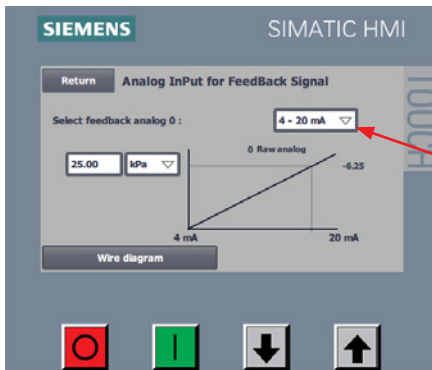 SIEMENS
SIMATIC HMI
TOUCH
Return
Analog InPut for FeedBack Signal
Select feedback analog 0 :
4 - 20 mA
0 Raw analog
25.00
kPa
-6.25
4 mA
20 mA
Wire diagram